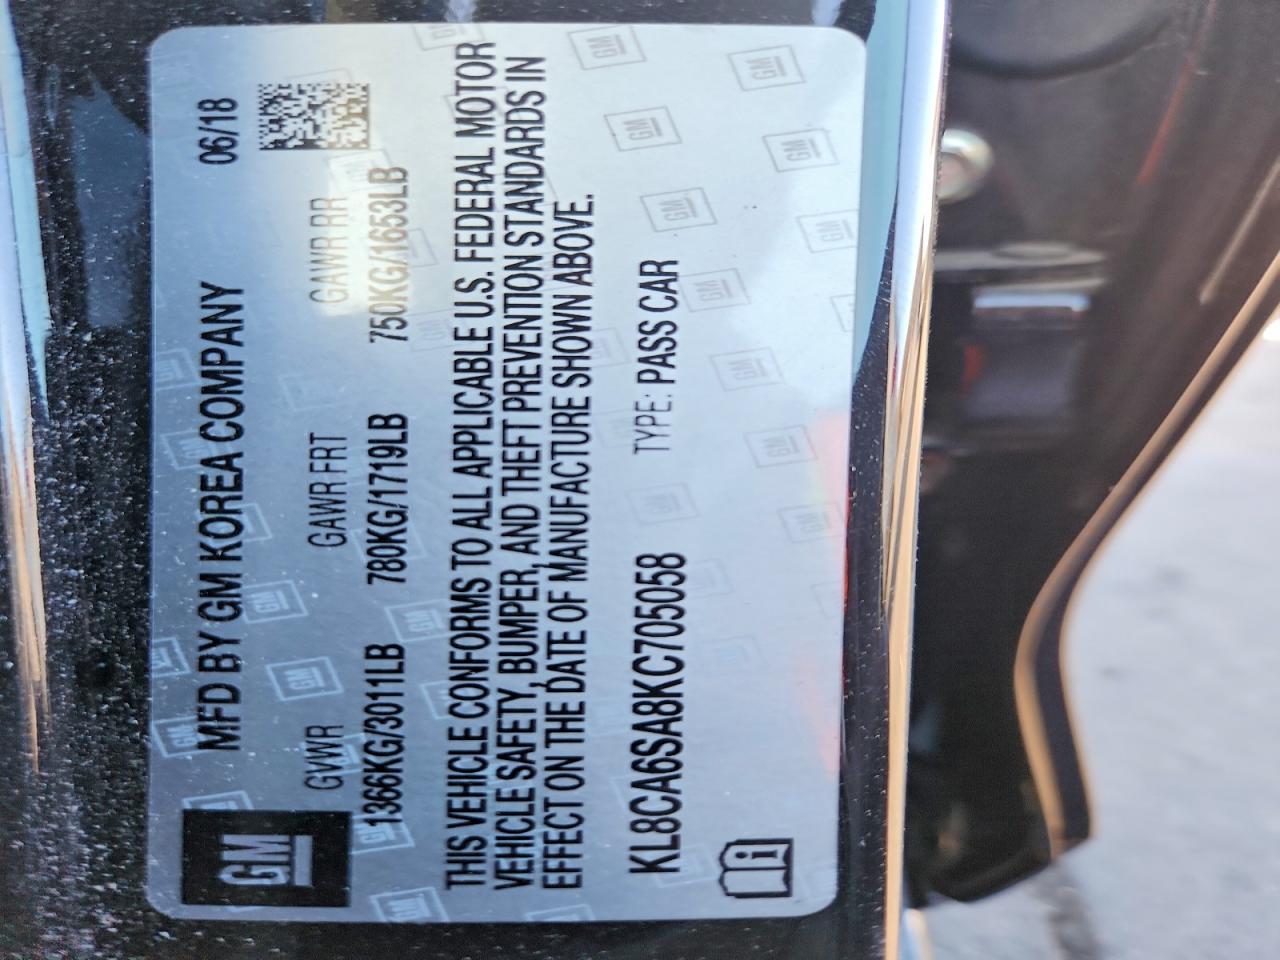 GM
MFD BY GM KOREA COMPANY 06/18
GVWR GAWR FRT GAWR RR
1366KG/3011LB 780KG/1719LB 750KG/1653LB
THIS VEHICLE CONFORMS TO ALL APPLICABLE U.S. FEDERAL MOTOR
VEHICLE SAFETY, BUMPER, AND THEFT PREVENTION STANDARDS IN
EFFECT ON THE DATE OF MANUFACTURE SHOWN ABOVE.
KL8CA6SA8KC705058 TYPE: PASS CAR